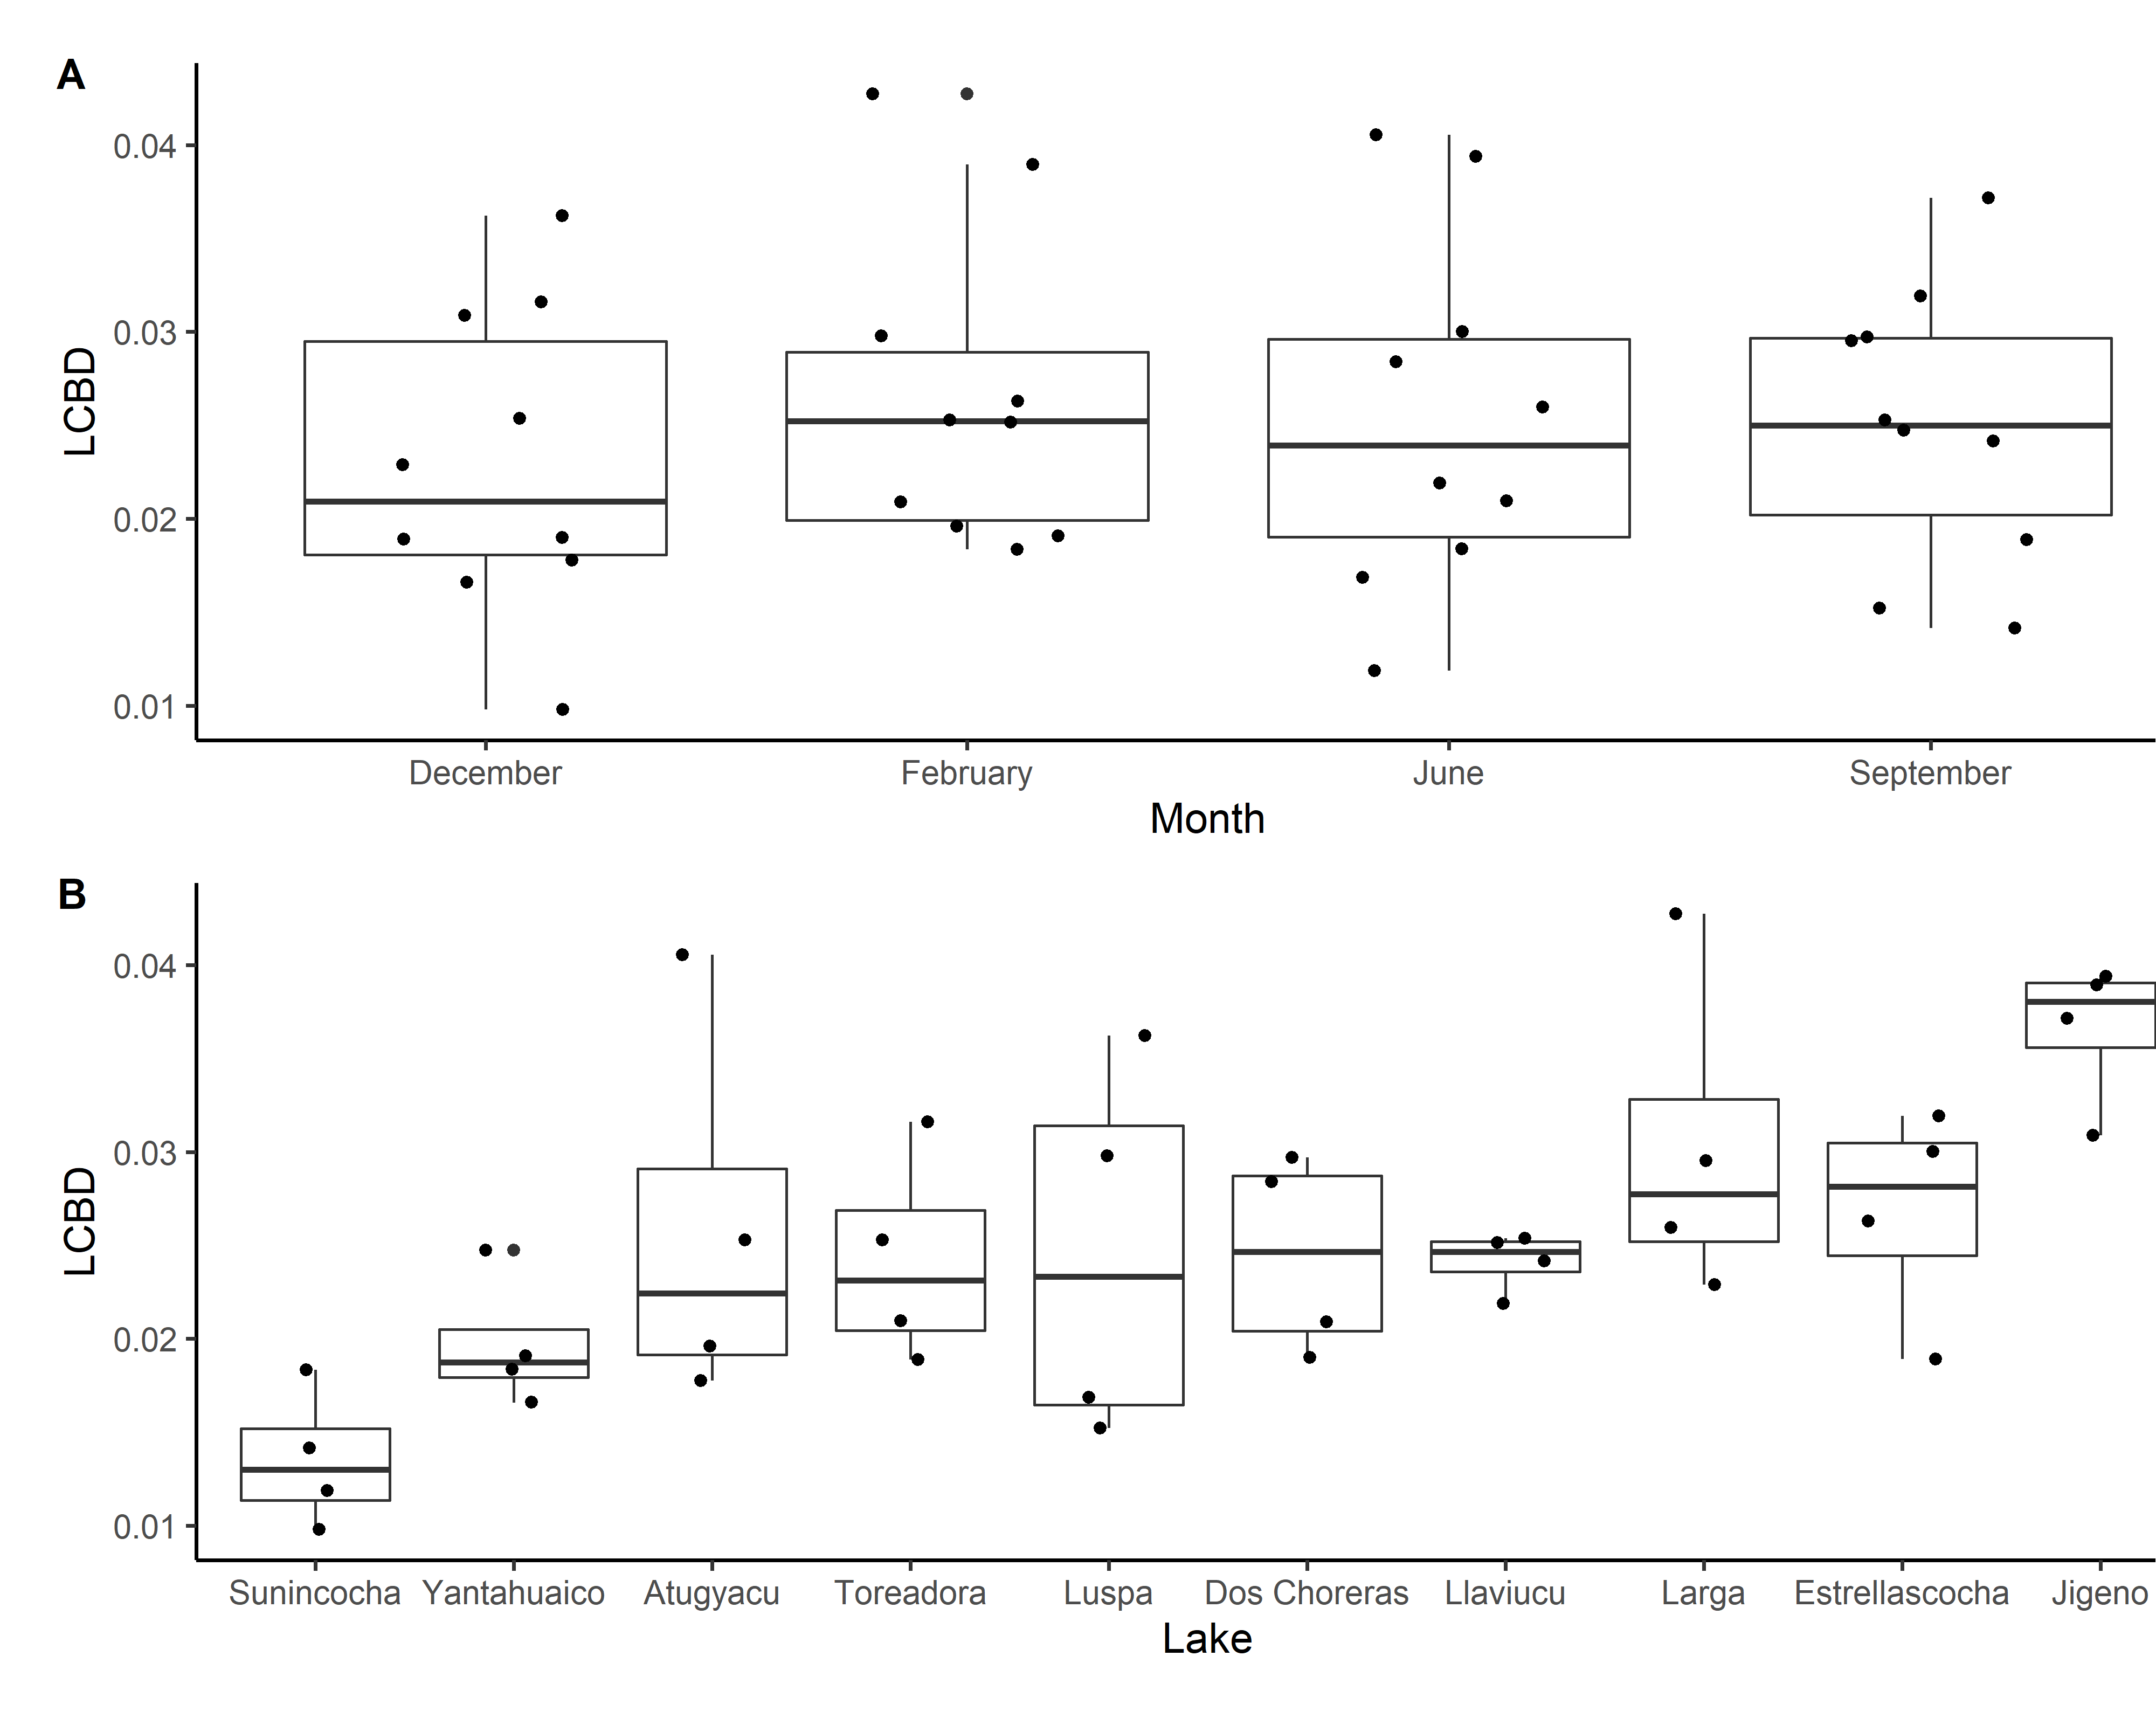 A
LCBD
0.04
0.03
0.02
0.01
December February June September
Month
B
LCBD
0.04
0.03
0.02
0.01
Sunincocha Yantahuaico Atugyacu Toreadora Luspa Dos Choreras Llaviucu Larga Estrellascocha Jigeno
Lake